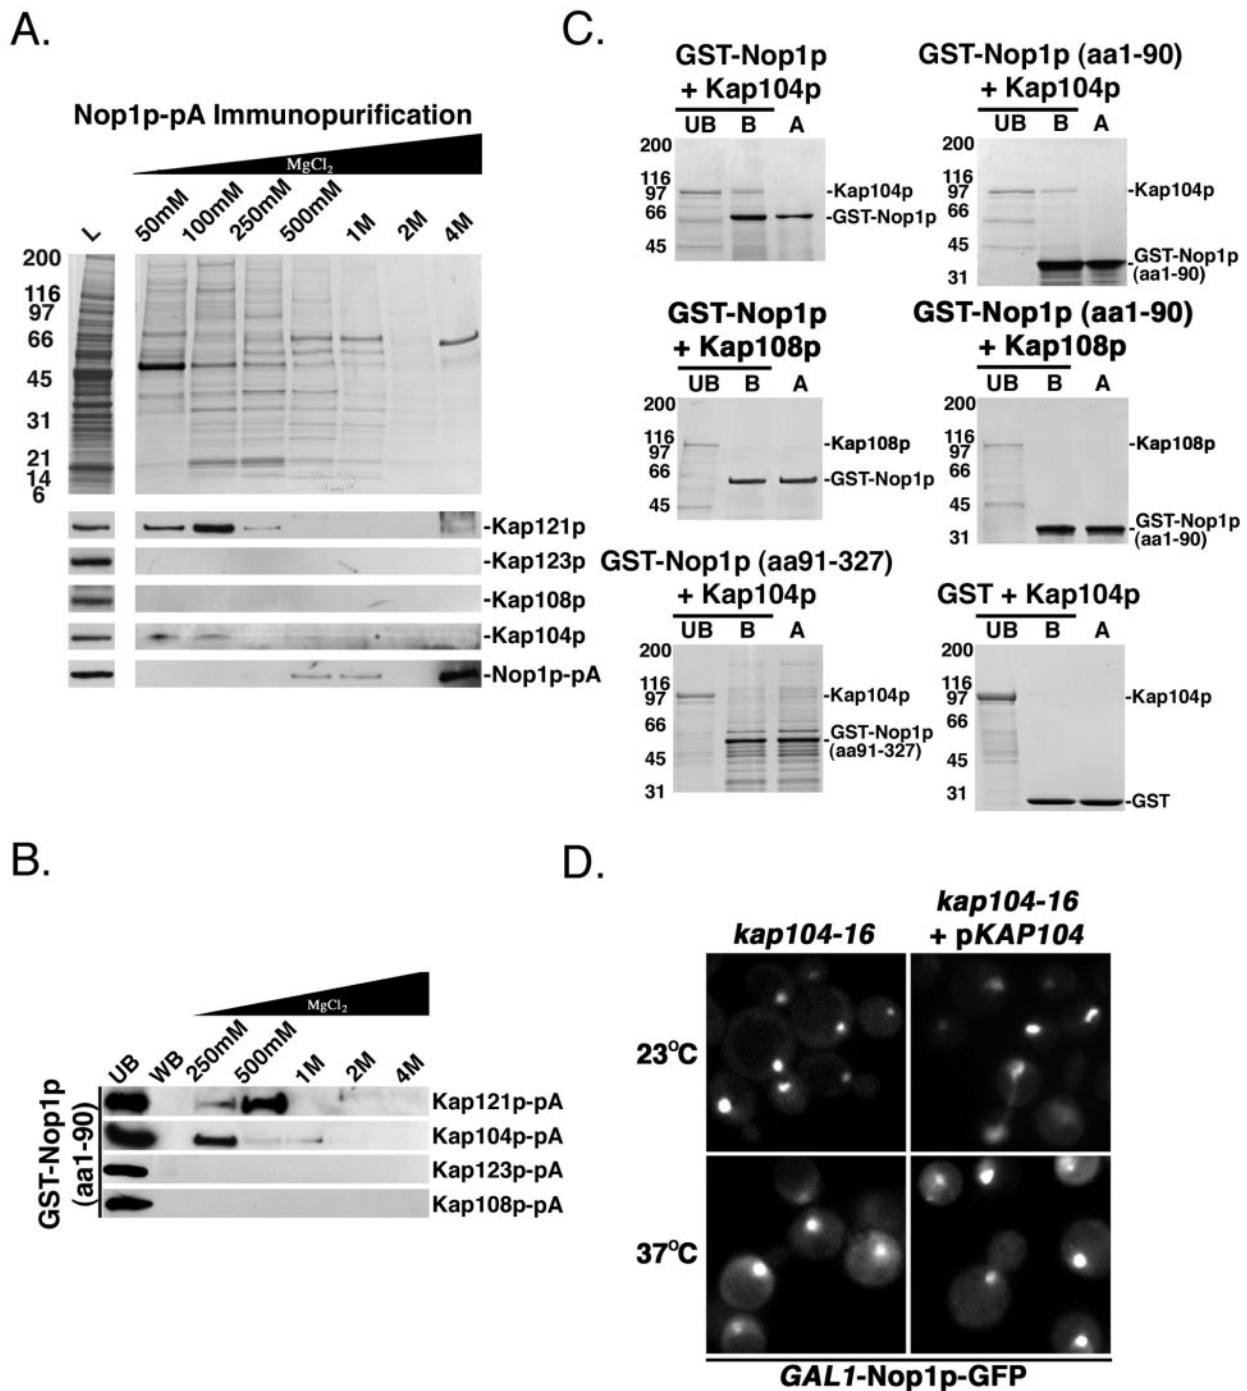 A.
Nop1p-pA Immunopurification
MgCl2
L 50mM 100mM 250mM 500mM 1M 2M 4M
200
116
97
66
45
31
21
14
6
-Kap121p
-Kap123p
-Kap108p
-Kap104p
-Nop1p-pA
B.
MgCl2
UB WB 250mM 500mM 1M 2M 4M
GST-Nop1p
(aa1-90)
Kap121p-pA
Kap104p-pA
Kap123p-pA
Kap108p-pA
C.
GST-Nop1p
+ Kap104p
UB B A
200
116
97
66
45
-Kap104p
-GST-Nop1p
GST-Nop1p (aa1-90)
+ Kap104p
UB B A
200
116
97
66
45
31
-Kap104p
-GST-Nop1p
(aa1-90)
GST-Nop1p
+ Kap108p
UB B A
200
116
97
66
45
-Kap108p
-GST-Nop1p
GST-Nop1p (aa1-90)
+ Kap108p
UB B A
200
116
97
66
45
31
-Kap108p
-GST-Nop1p
(aa1-90)
GST-Nop1p (aa91-327)
+ Kap104p
UB B A
200
116
97
66
45
31
-Kap104p
-GST-Nop1p
(aa91-327)
GST + Kap104p
UB B A
200
116
97
66
45
31
-Kap104p
-GST
D.
kap104-16
kap104-16
+ pKAP104
23°C
37°C
GAL1-Nop1p-GFP